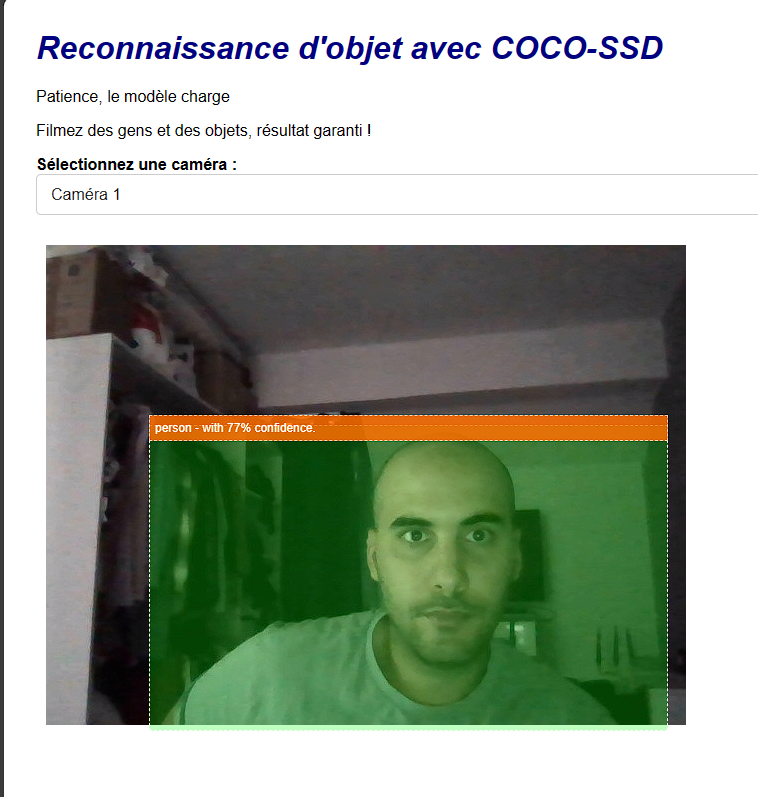 Reconnaissance d'objet avec COCO-SSD
Patience, le modèle charge
Filmez des gens et des objets, résultat garanti !
Sélectionnez une caméra :
Caméra 1
person - with 77% confidence.